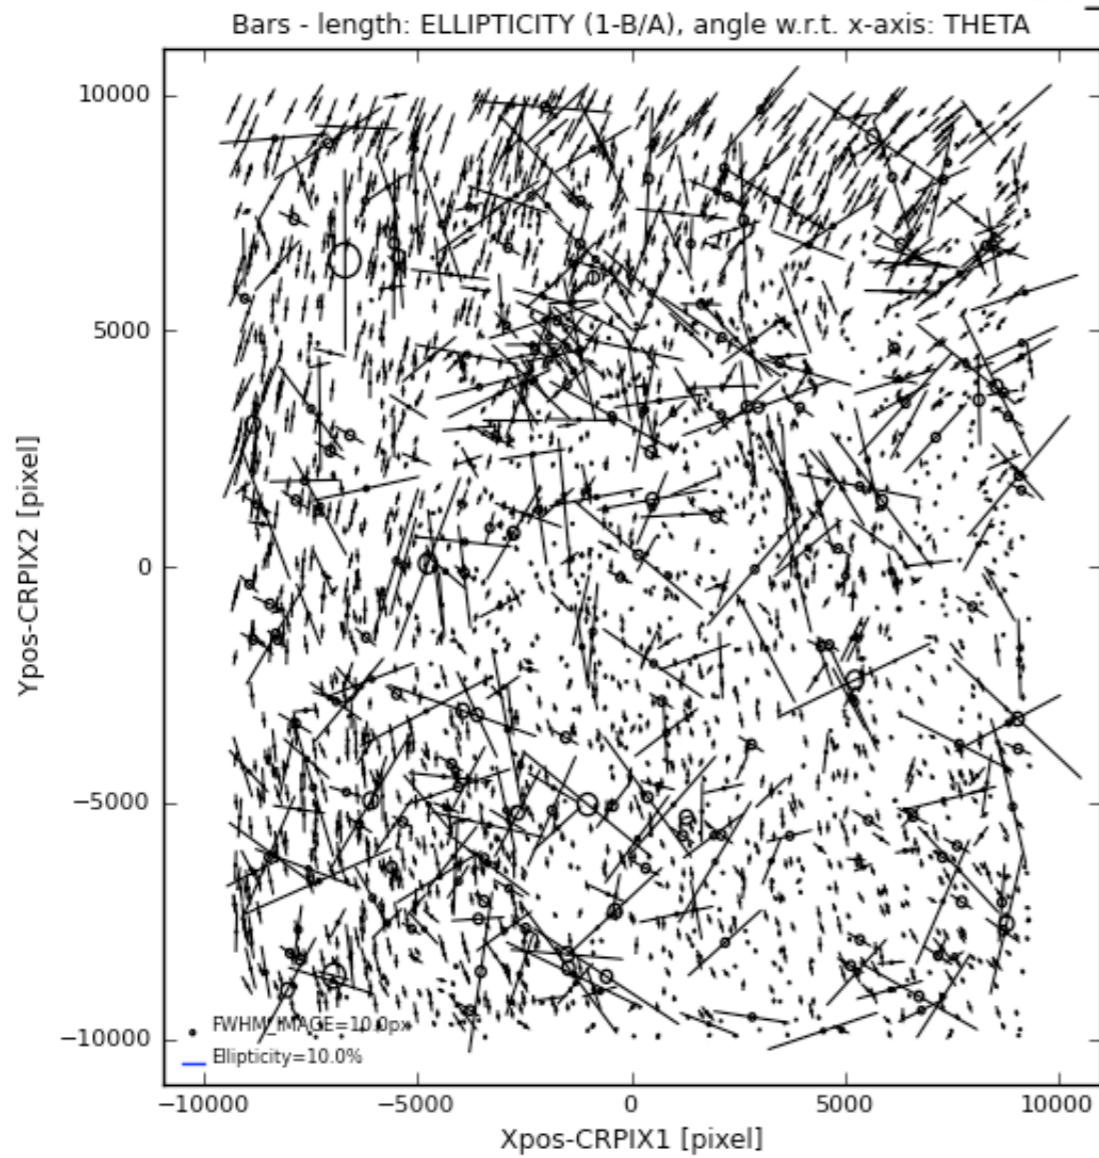 Bars - length: ELLIPTICITY (1-B/A), angle w.r.t. x-axis: THETA
10000
5000
0
−5000
−10000
Ypos-CRPIX2 [pixel]
FWHM_IMAGE=10.0px
Ellipticity=10.0%
−10000
−5000
0
5000
10000
Xpos-CRPIX1 [pixel]